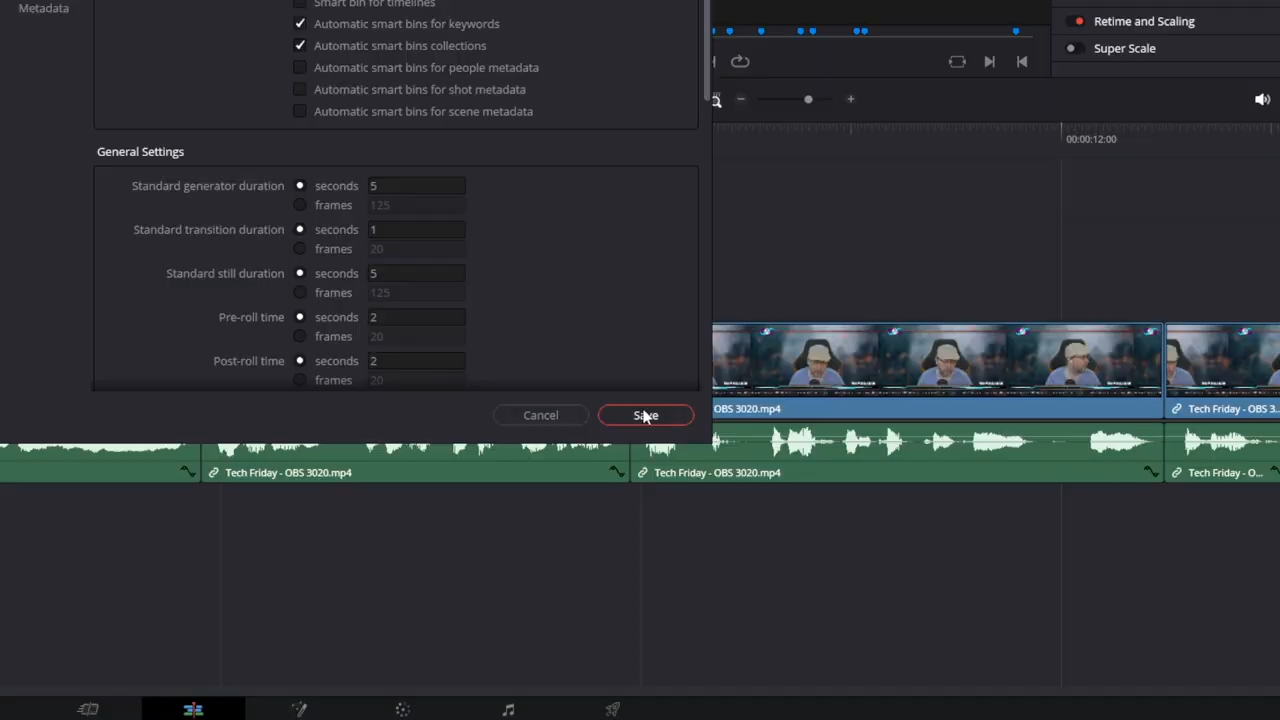 Metadata
Smart bin for timelines
Automatic smart bins for keywords
Automatic smart bins collections
Automatic smart bins for people metadata
Automatic smart bins for shot metadata
Automatic smart bins for scene metadata
Retime and Scaling
Super Scale
00:00:12:00
General Settings
Standard generator duration seconds 5
frames 125
Standard transition duration seconds 1
frames 20
Standard still duration seconds 5
frames 125
Pre-roll time seconds 2
frames 20
Post-roll time seconds 2
frames 20
Cancel Save
OBS 3020.mp4
Tech Friday - OBS 3...
Tech Friday - OBS 3020.mp4
Tech Friday - OBS 3020.mp4
Tech Friday - O...